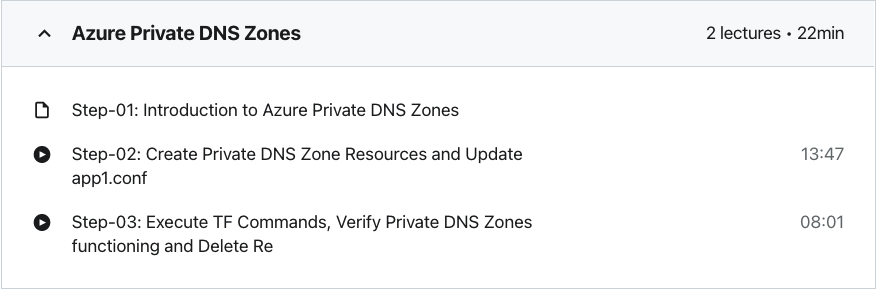 Azure Private DNS Zones
2 lectures • 22min
Step-01: Introduction to Azure Private DNS Zones
Step-02: Create Private DNS Zone Resources and Update
app1.conf
13:47
Step-03: Execute TF Commands, Verify Private DNS Zones
functioning and Delete Re
08:01